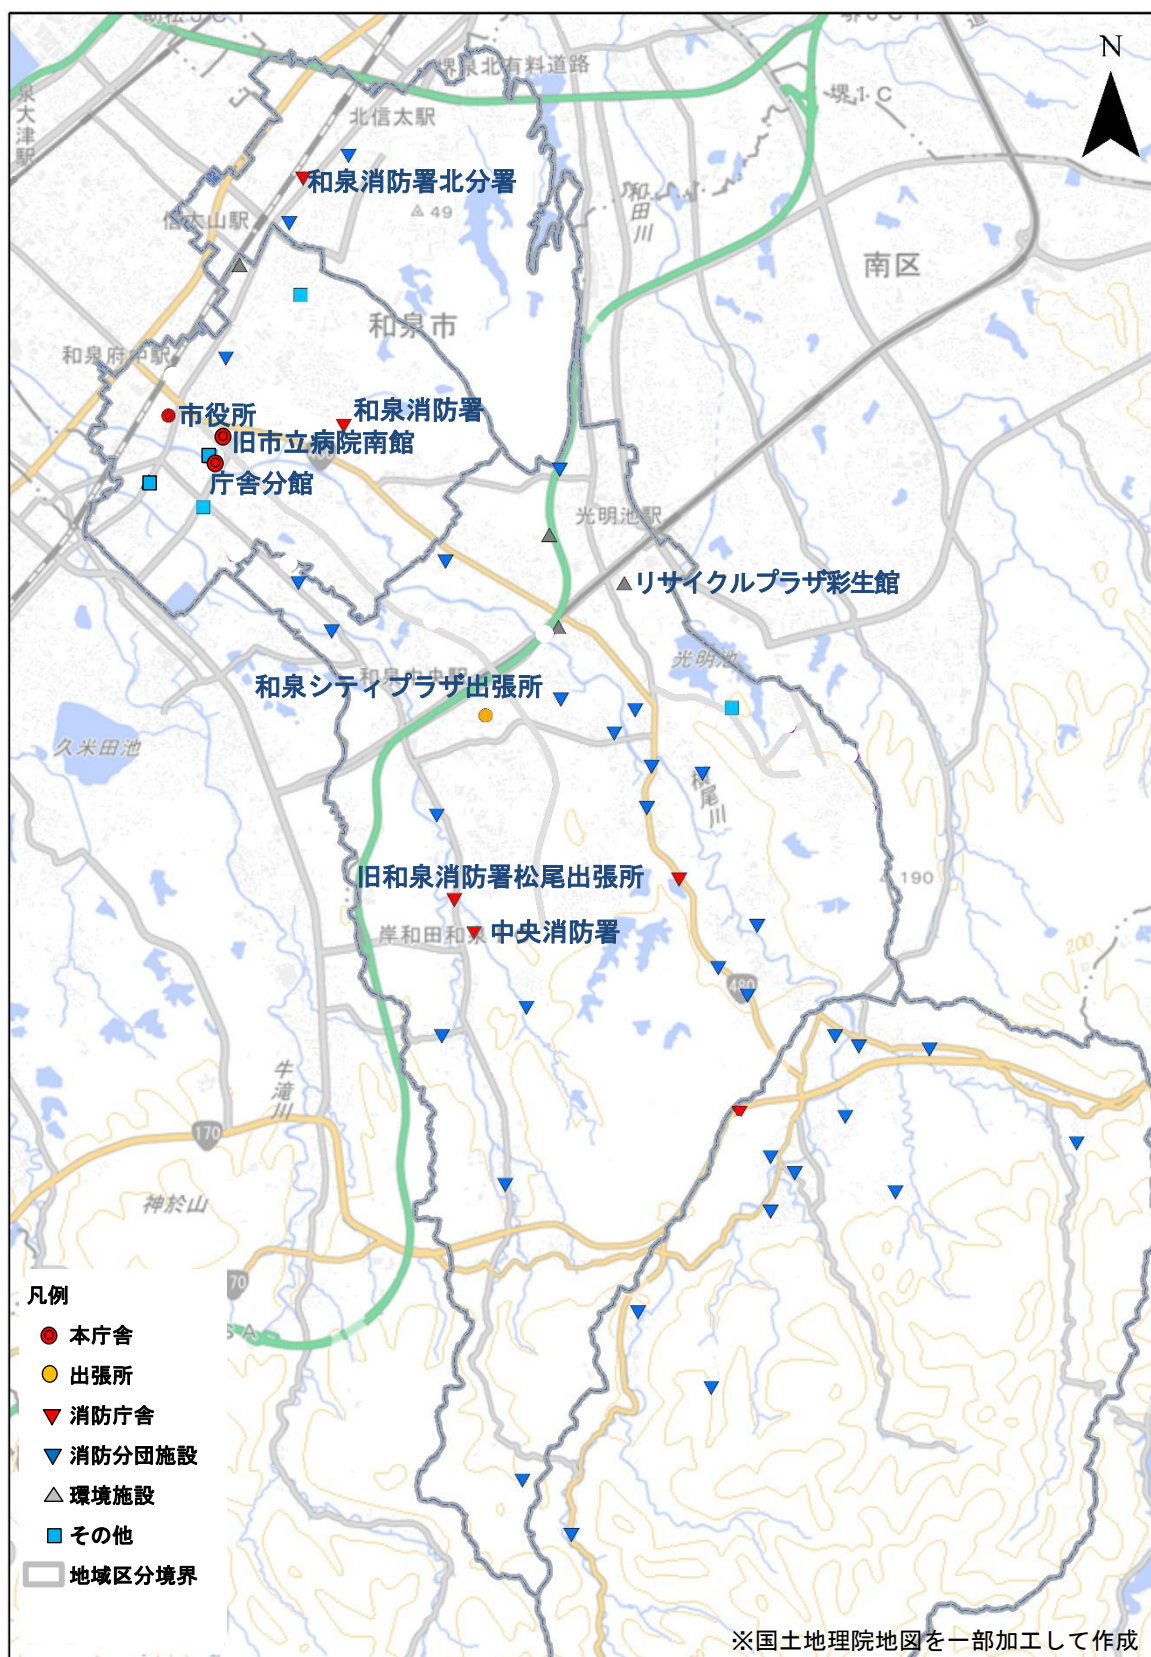 N
堺泉北有料道路
堺IC
泉大津駅
北信太駅
和泉消防署北分署
49
和田川
信太山駅
南区
和泉市
和泉府中駅
市役所
和泉消防署
旧市立病院南館
庁舎分館
光明池駅
リサイクルプラザ彩生館
光明池
和泉中央駅
和泉シティプラザ出張所
久米田池
槇尾川
旧和泉消防署松尾出張所
190
中央消防署
岸和田和泉
200
480
牛滝川
170
神於山
70
SA
凡例
本庁舎
出張所
消防庁舎
消防分団施設
環境施設
その他
地域区分境界
※国土地理院地図を一部加工して作成